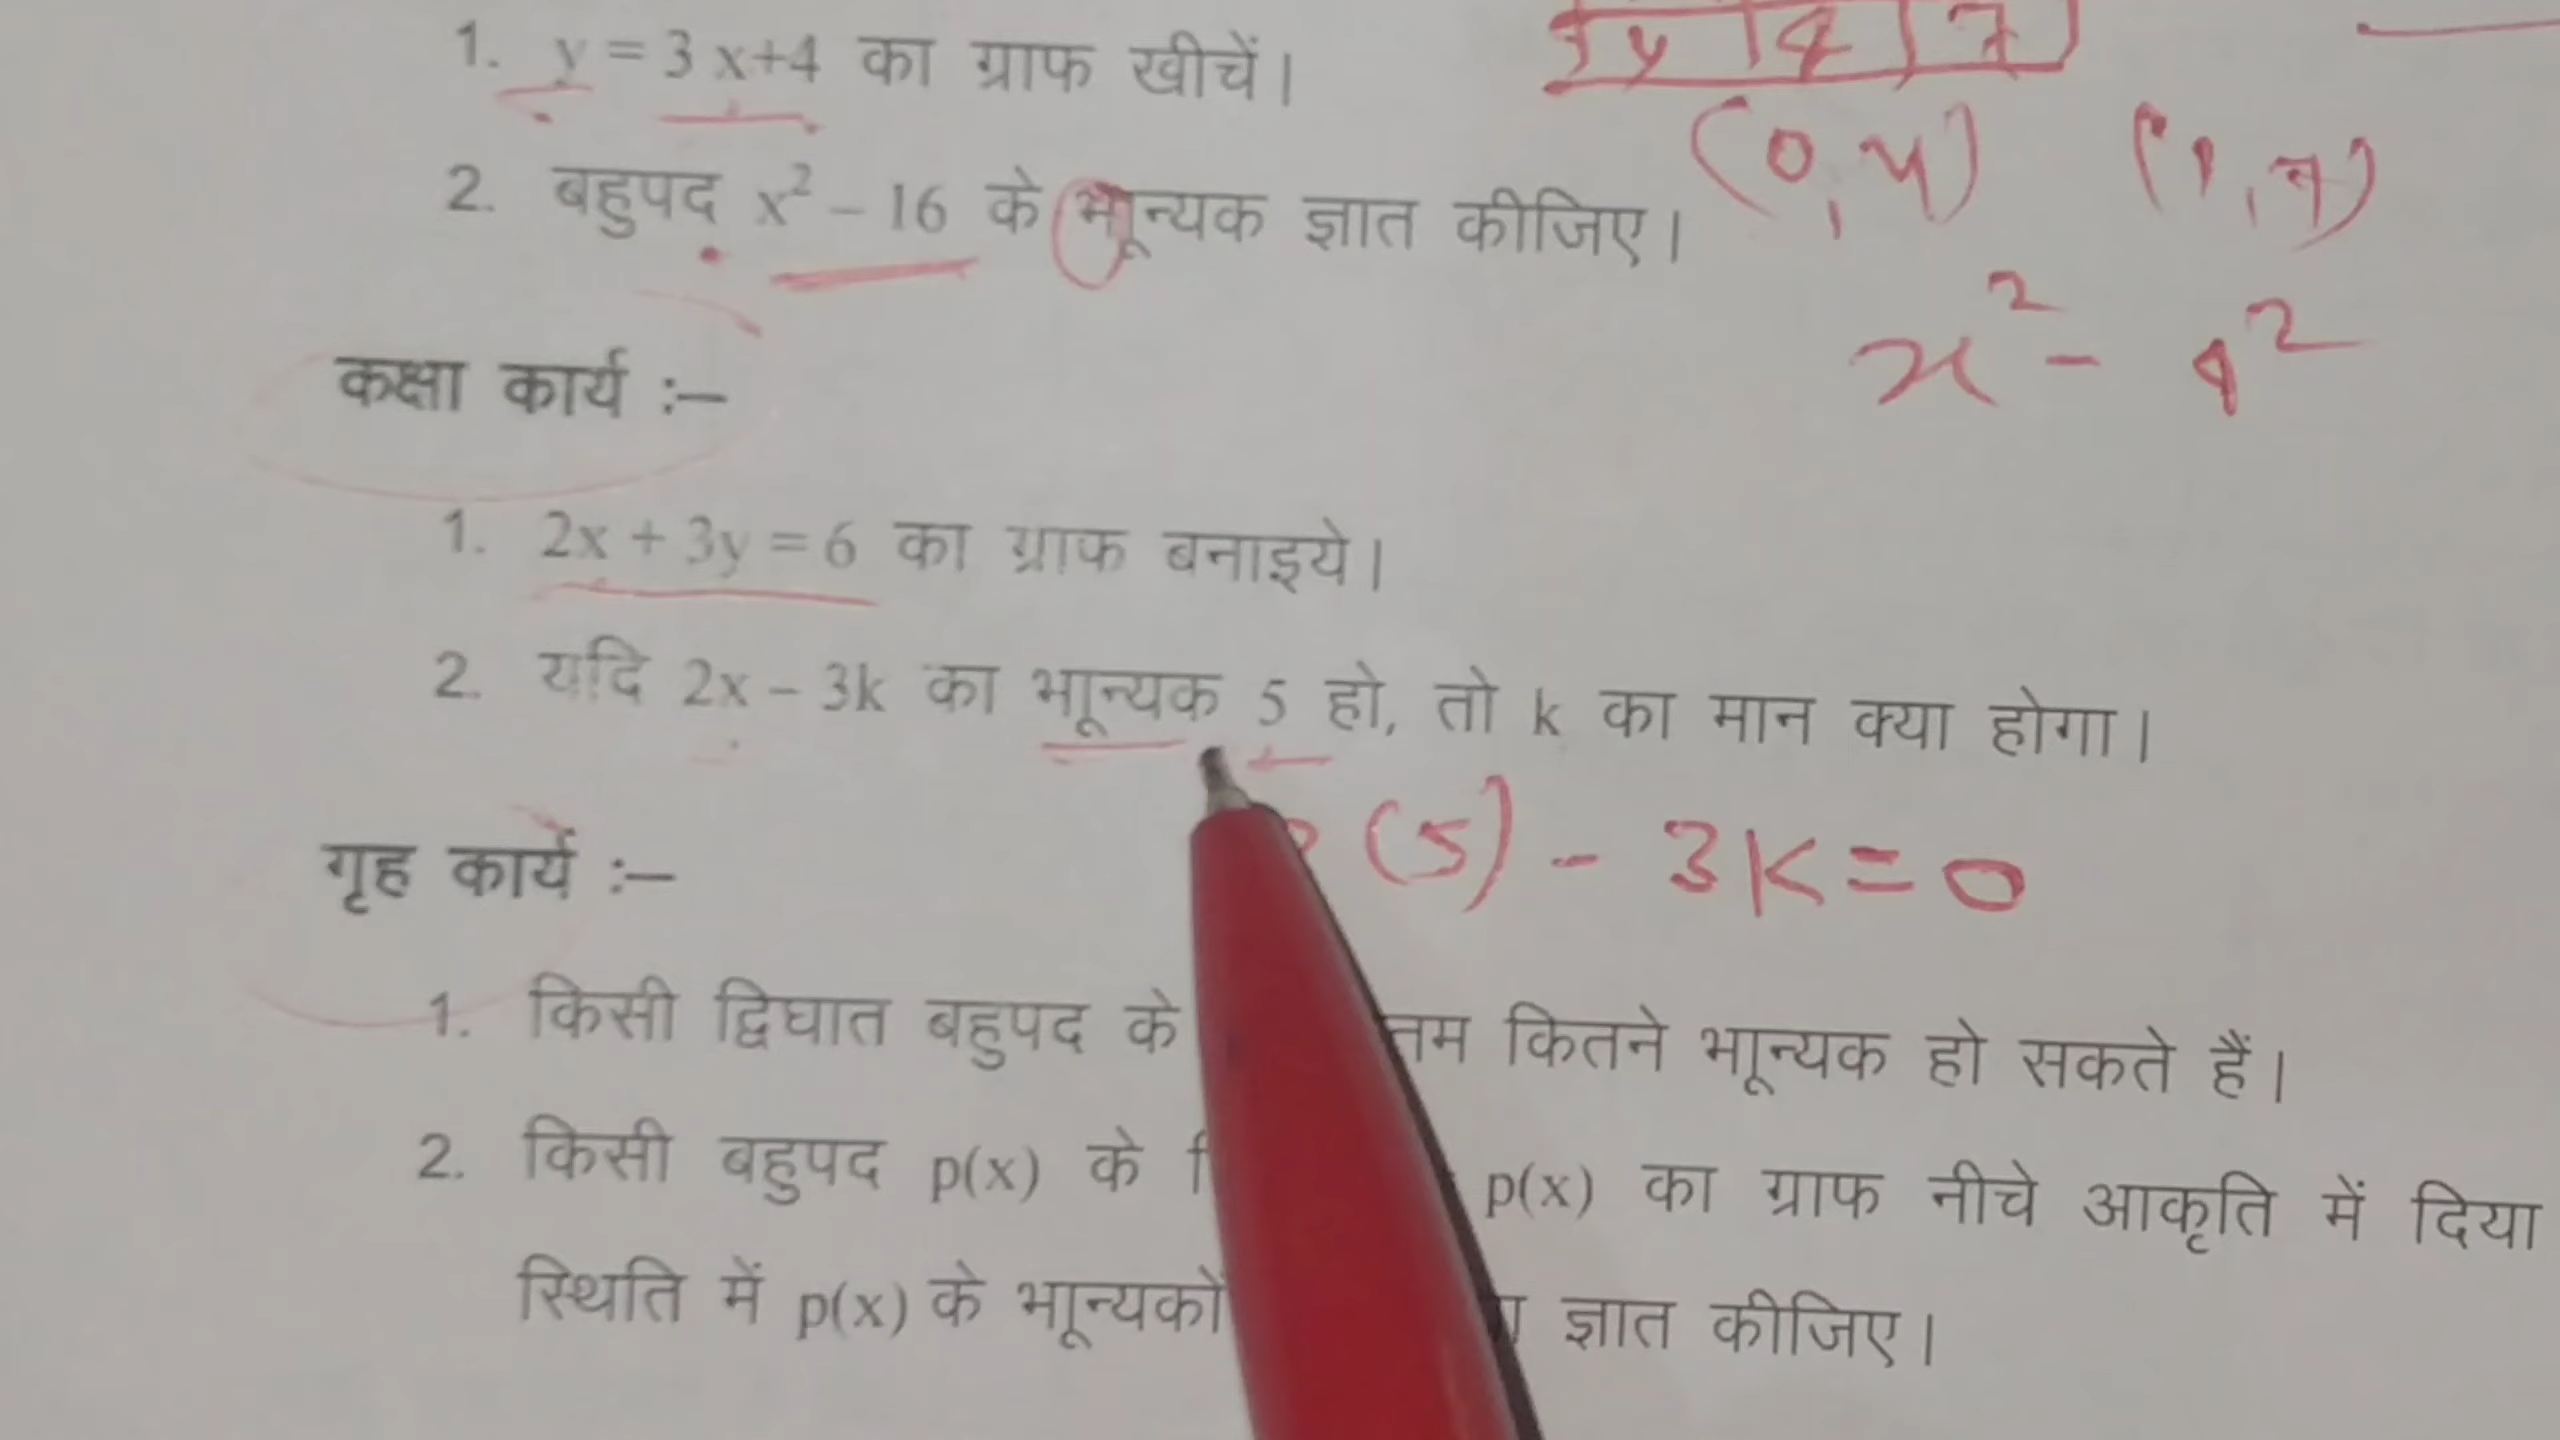 y 4 7
1. y = 3 x+4 का ग्राफ खीचें।
(0,4) (1,7)
2. बहुपद x² – 16 के भाून्यक ज्ञात कीजिए।
x² - 4²
कक्षा कार्य :–
1. 2x + 3y = 6 का ग्राफ बनाइये।
2. यदि 2x – 3k का भाून्यक 5 हो, तो k का मान क्या होगा।
(5) - 3K = 0
गृह कार्य :–
1. किसी द्विघात बहुपद के तम कितने भाून्यक हो सकते हैं।
2. किसी बहुपद p(x) के p(x) का ग्राफ नीचे आकृति में दिया
स्थिति में p(x) के भाून्यकों ज्ञात कीजिए।